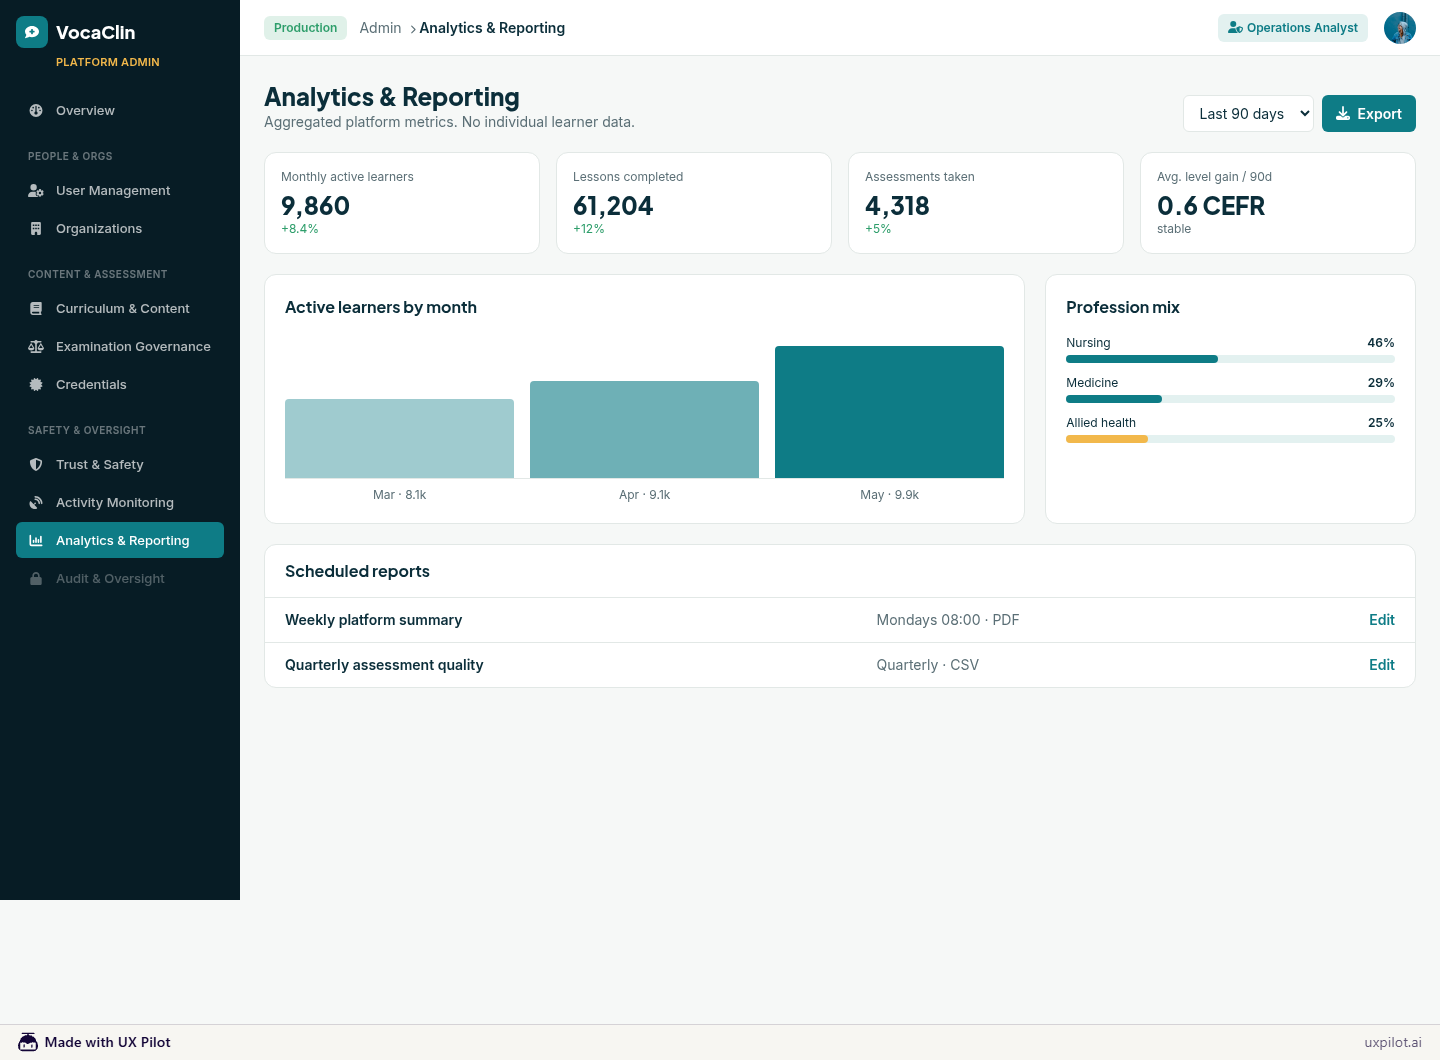 VocaClin
PLATFORM ADMIN
Overview
PEOPLE & ORGS
User Management
Organizations
CONTENT & ASSESSMENT
Curriculum & Content
Examination Governance
Credentials
SAFETY & OVERSIGHT
Trust & Safety
Activity Monitoring
Analytics & Reporting
Audit & Oversight
Production Admin Analytics & Reporting Operations Analyst
Analytics & Reporting
Aggregated platform metrics. No individual learner data.
Last 90 days Export
Monthly active learners
9,860
+8.4%
Lessons completed
61,204
+12%
Assessments taken
4,318
+5%
Avg. level gain / 90d
0.6 CEFR
stable
Active learners by month
Mar · 8.1k Apr · 9.1k May · 9.9k
Profession mix
Nursing 46%
Medicine 29%
Allied health 25%
Scheduled reports
Weekly platform summary Mondays 08:00 · PDF Edit
Quarterly assessment quality Quarterly · CSV Edit
Made with UX Pilot uxpilot.ai